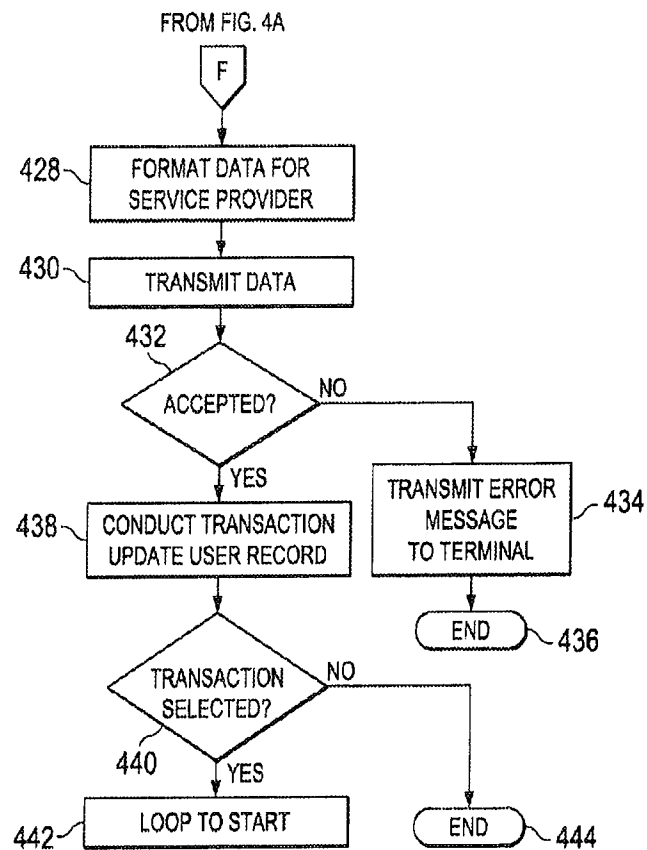 FROM FIG. 4A
F
428
FORMAT DATA FOR
SERVICE PROVIDER
430
TRANSMIT DATA
432
ACCEPTED?
NO
YES
438
CONDUCT TRANSACTION
UPDATE USER RECORD
TRANSMIT ERROR
MESSAGE
TO TERMINAL
434
END
436
TRANSACTION
SELECTED?
NO
440
YES
442
LOOP TO START
END
444